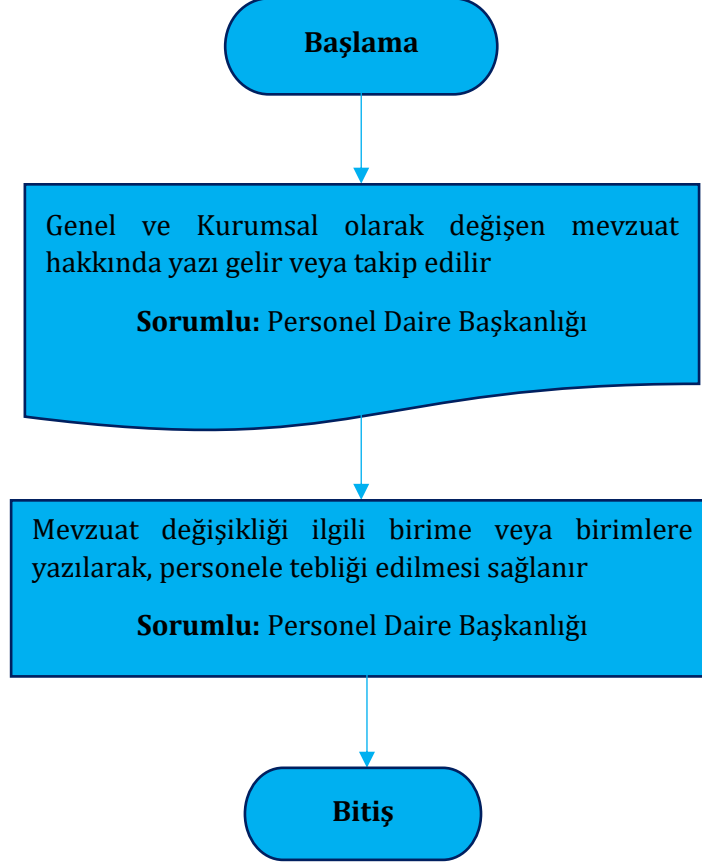 Başlama
Genel ve Kurumsal olarak değişen mevzuat
hakkında yazı gelir veya takip edilir
Sorumlu: Personel Daire Başkanlığı
Mevzuat değişikliği ilgili birime veya birimlere
yazılarak, personele tebliği edilmesi sağlanır
Sorumlu: Personel Daire Başkanlığı
Bitiş